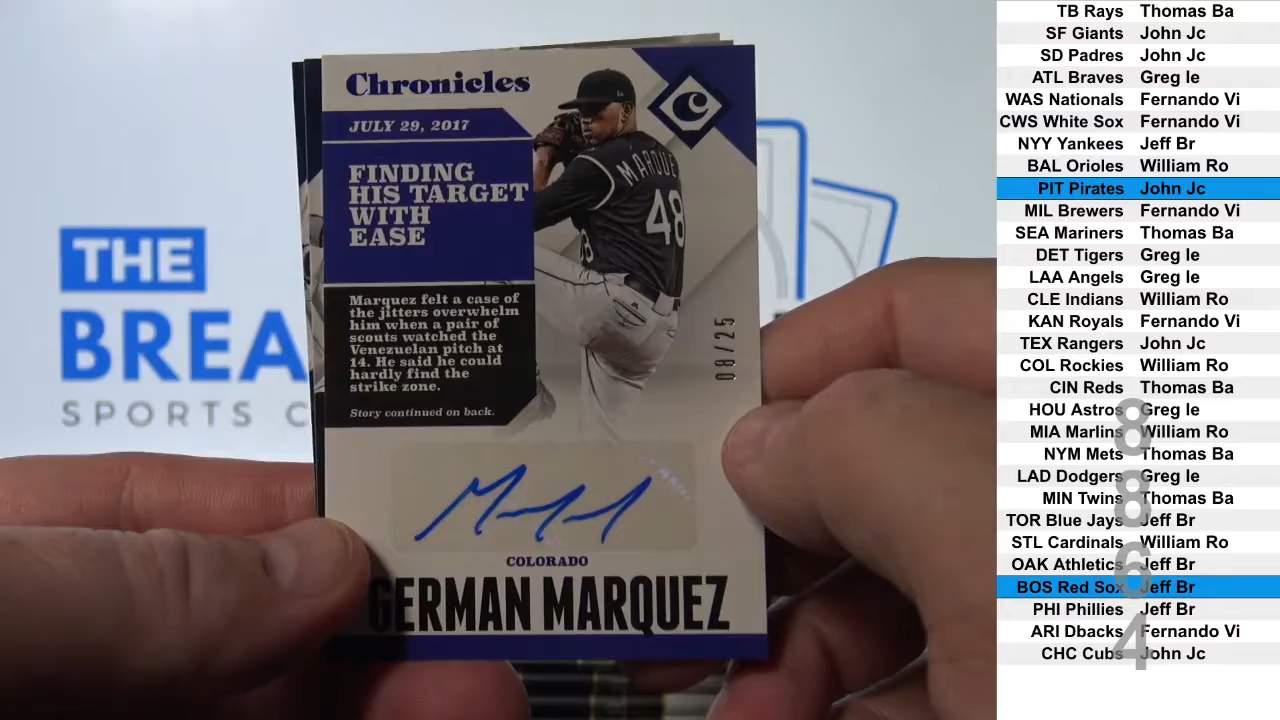 Chronicles
JULY 29, 2017
FINDING
HIS TARGET
WITH
EASE
Marquez felt a case of
the jitters overwhelm
him when a pair of
scouts watched the
Venezuelan pitch at
14. He said he could
hardly find the
strike zone.
Story continued on back.
MARQUE
48
08/25
COLORADO
GERMAN MARQUEZ
THE
BREA
SPORTS C
TB Rays Thomas Ba
SF Giants John Jc
SD Padres John Jc
ATL Braves Greg le
WAS Nationals Fernando Vi
CWS White Sox Fernando Vi
NYY Yankees Jeff Br
BAL Orioles William Ro
PIT Pirates John Jc
MIL Brewers Fernando Vi
SEA Mariners Thomas Ba
DET Tigers Greg le
LAA Angels Greg le
CLE Indians William Ro
KAN Royals Fernando Vi
TEX Rangers John Jc
COL Rockies William Ro
CIN Reds Thomas Ba
HOU Astros Greg le
MIA Marlins William Ro
NYM Mets Thomas Ba
LAD Dodgers Greg le
MIN Twins Thomas Ba
TOR Blue Jays Jeff Br
STL Cardinals William Ro
OAK Athletics Jeff Br
BOS Red Sox Jeff Br
PHI Phillies Jeff Br
ARI Dbacks Fernando Vi
CHC Cubs John Jc
8
8
6
4